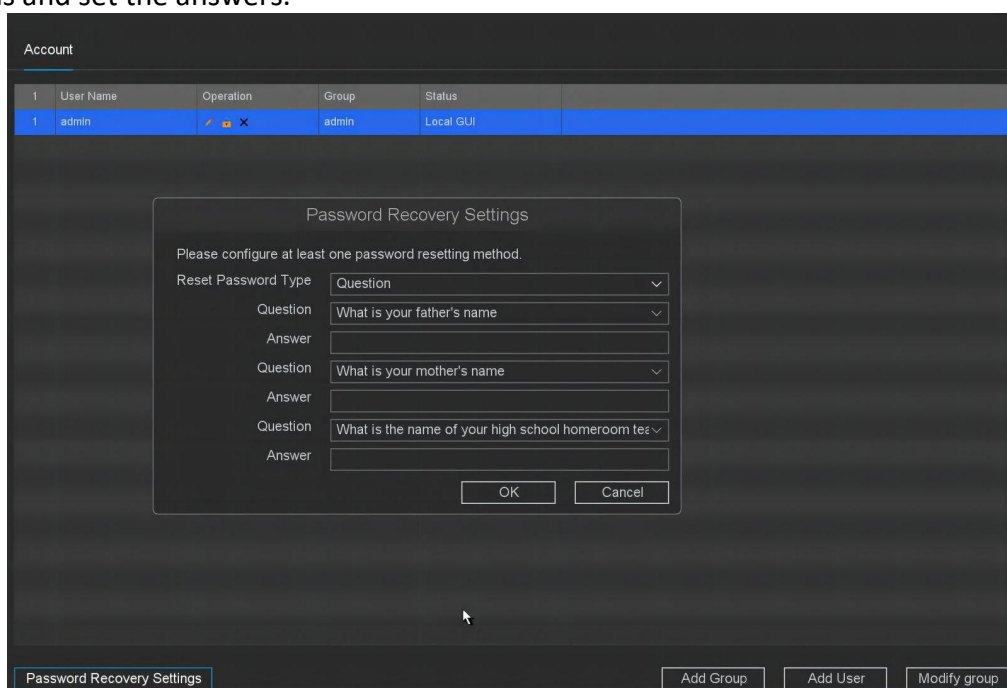 and set the answers.
Account
1 User Name Operation Group Status
1 admin admin Local GUI
Password Recovery Settings
Please configure at least one password resetting method.
Reset Password Type Question
Question What is your father's name
Answer
Question What is your mother's name
Answer
Question What is the name of your high school homeroom tea
Answer
OK Cancel
Password Recovery Settings Add Group Add User Modify group